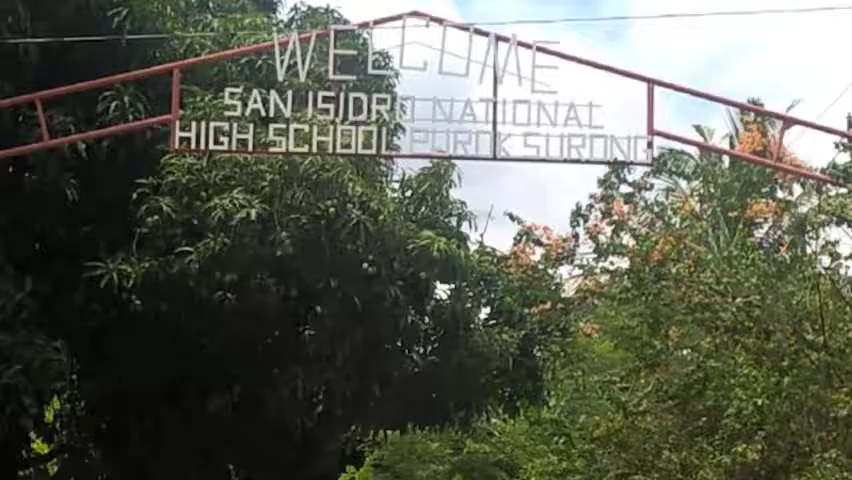 WELCOME
SAN ISIDRO NATIONAL
HIGH SCHOOL PUROK SURONG